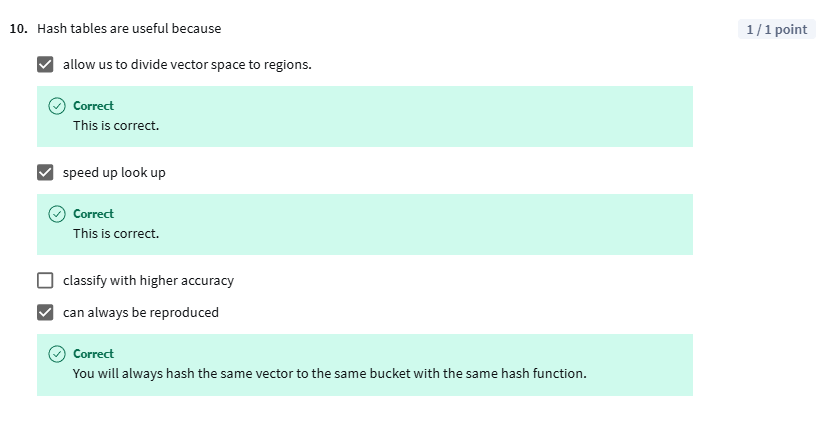 10. Hash tables are useful because
1 / 1 point
allow us to divide vector space to regions.
Correct
This is correct.
speed up look up
Correct
This is correct.
classify with higher accuracy
can always be reproduced
Correct
You will always hash the same vector to the same bucket with the same hash function.